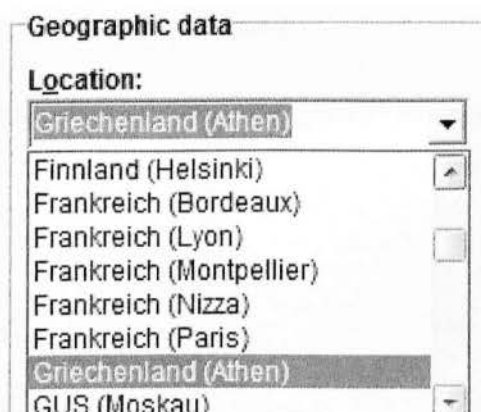 Geographic data
Location:
Griechenland (Athen)
Finnland (Helsinki)
Frankreich (Bordeaux)
Frankreich (Lyon)
Frankreich (Montpellier)
Frankreich (Nizza)
Frankreich (Paris)
Griechenland (Athen)
GUS (Moskau)